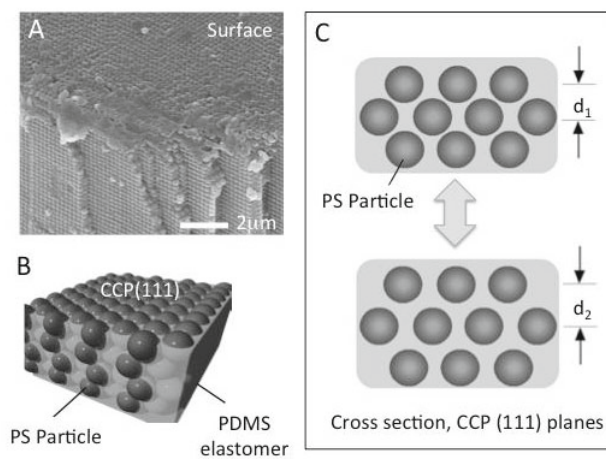 A
Surface
2μm
B
CCP(111)
PS Particle
PDMS
elastomer
C
d1
PS Particle
d2
Cross section, CCP (111) planes